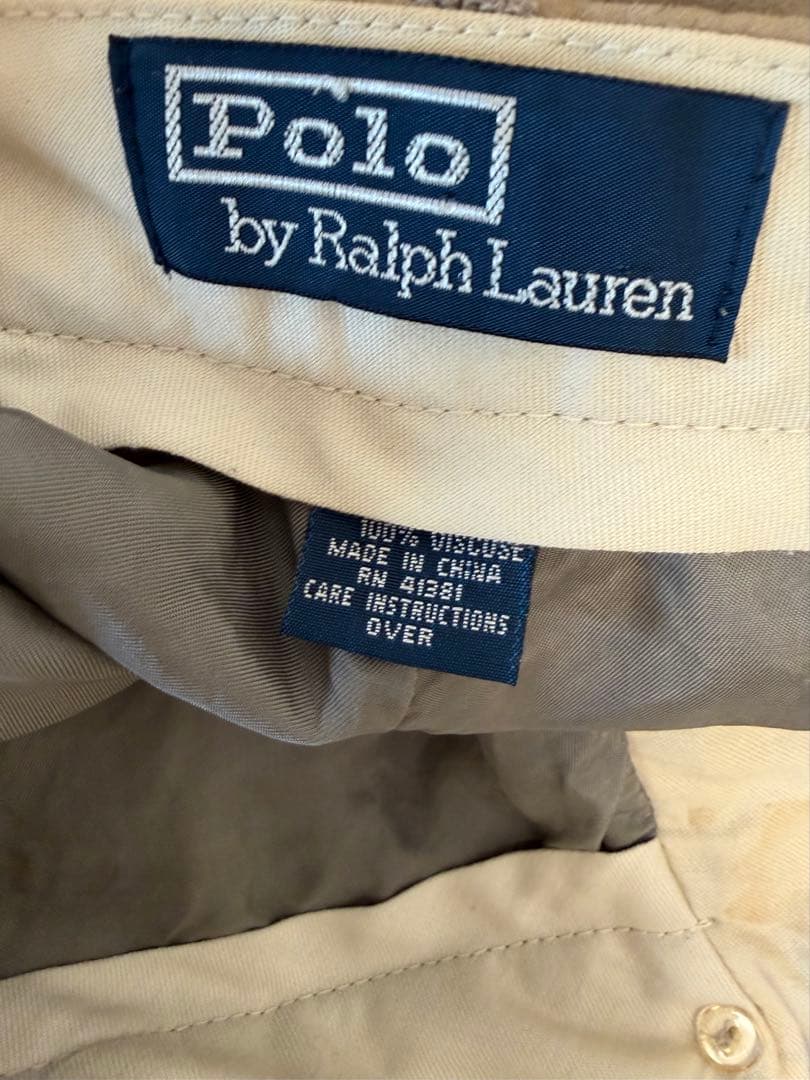 Polo
by Ralph Lauren
100% VISCOSE
MADE IN CHINA
RN 41381
CARE INSTRUCTIONS
OVER